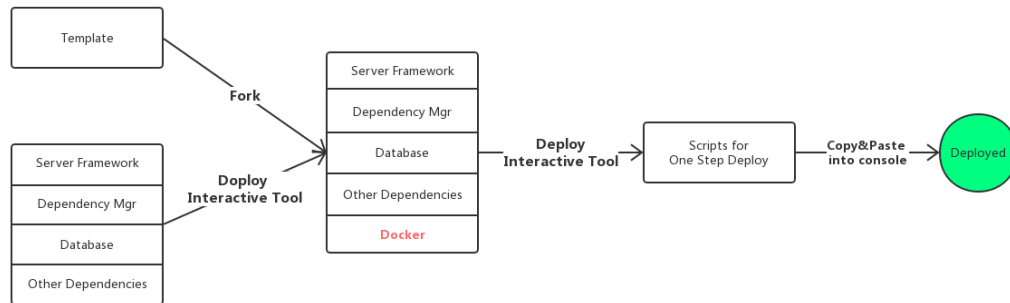 Template
Fork
Server Framework
Dependency Mgr
Database
Other Dependencies
Doploy
Interactive Tool
Server Framework
Dependency Mgr
Database
Other Dependencies
Docker
Deploy
Interactive Tool
Scripts for
One Step Deploy
Copy&Paste
into console
Deployed